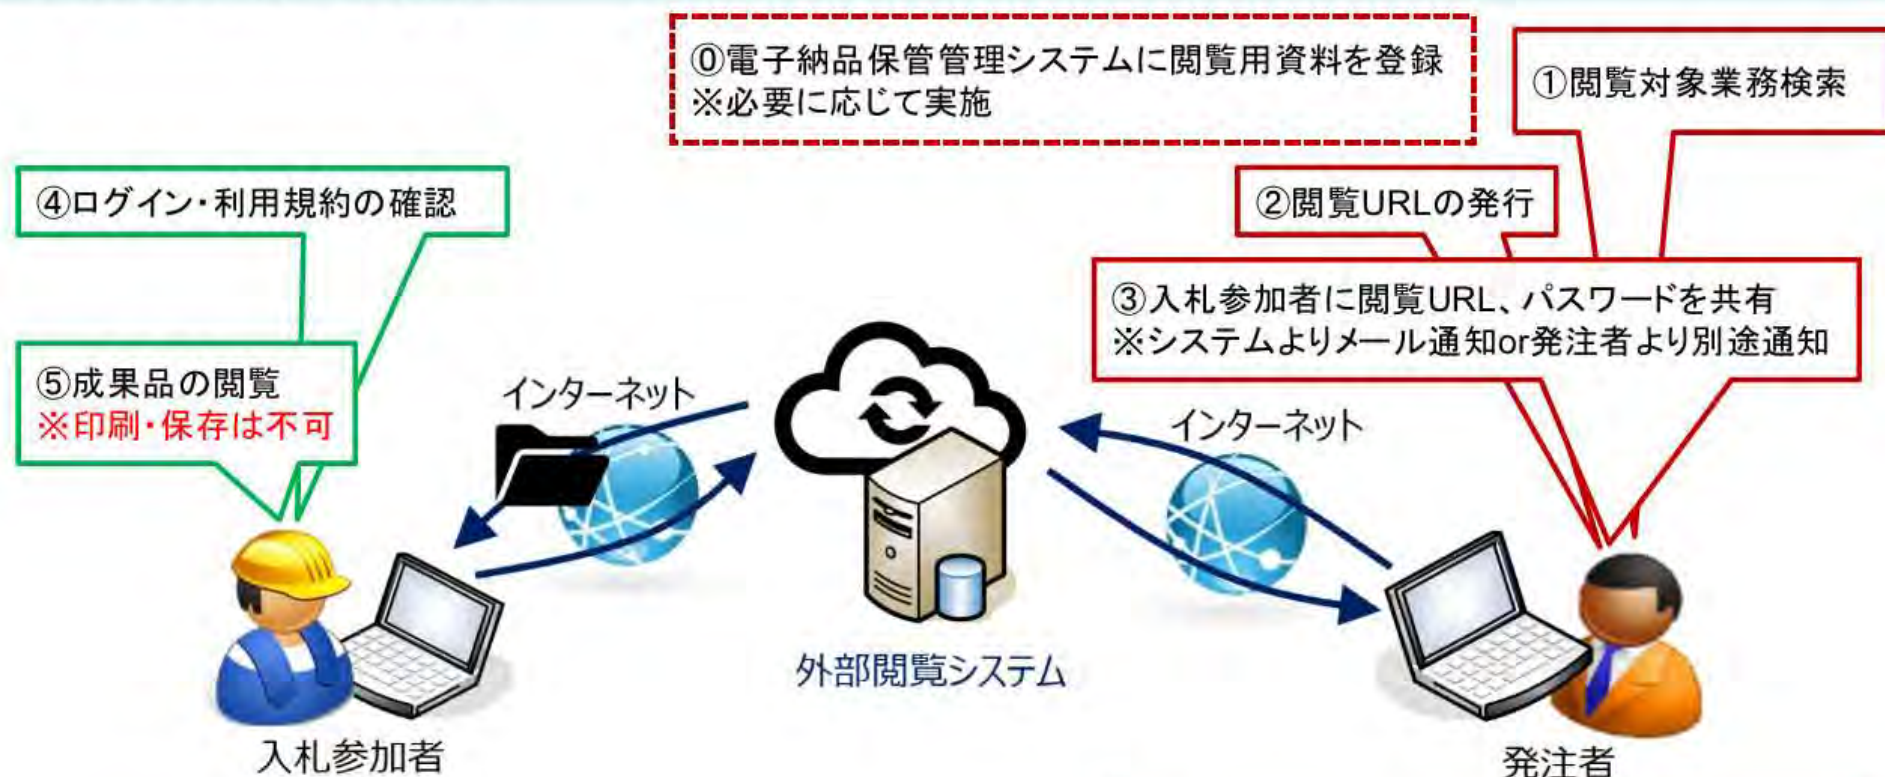 ⓪電子納品保管管理システムに閲覧用資料を登録
※必要に応じて実施
①閲覧対象業務検索
②閲覧URLの発行
③入札参加者に閲覧URL、パスワードを共有
※システムよりメール通知or発注者より別途通知
④ログイン・利用規約の確認
⑤成果品の閲覧
※印刷・保存は不可
インターネット
インターネット
外部閲覧システム
入札参加者
発注者